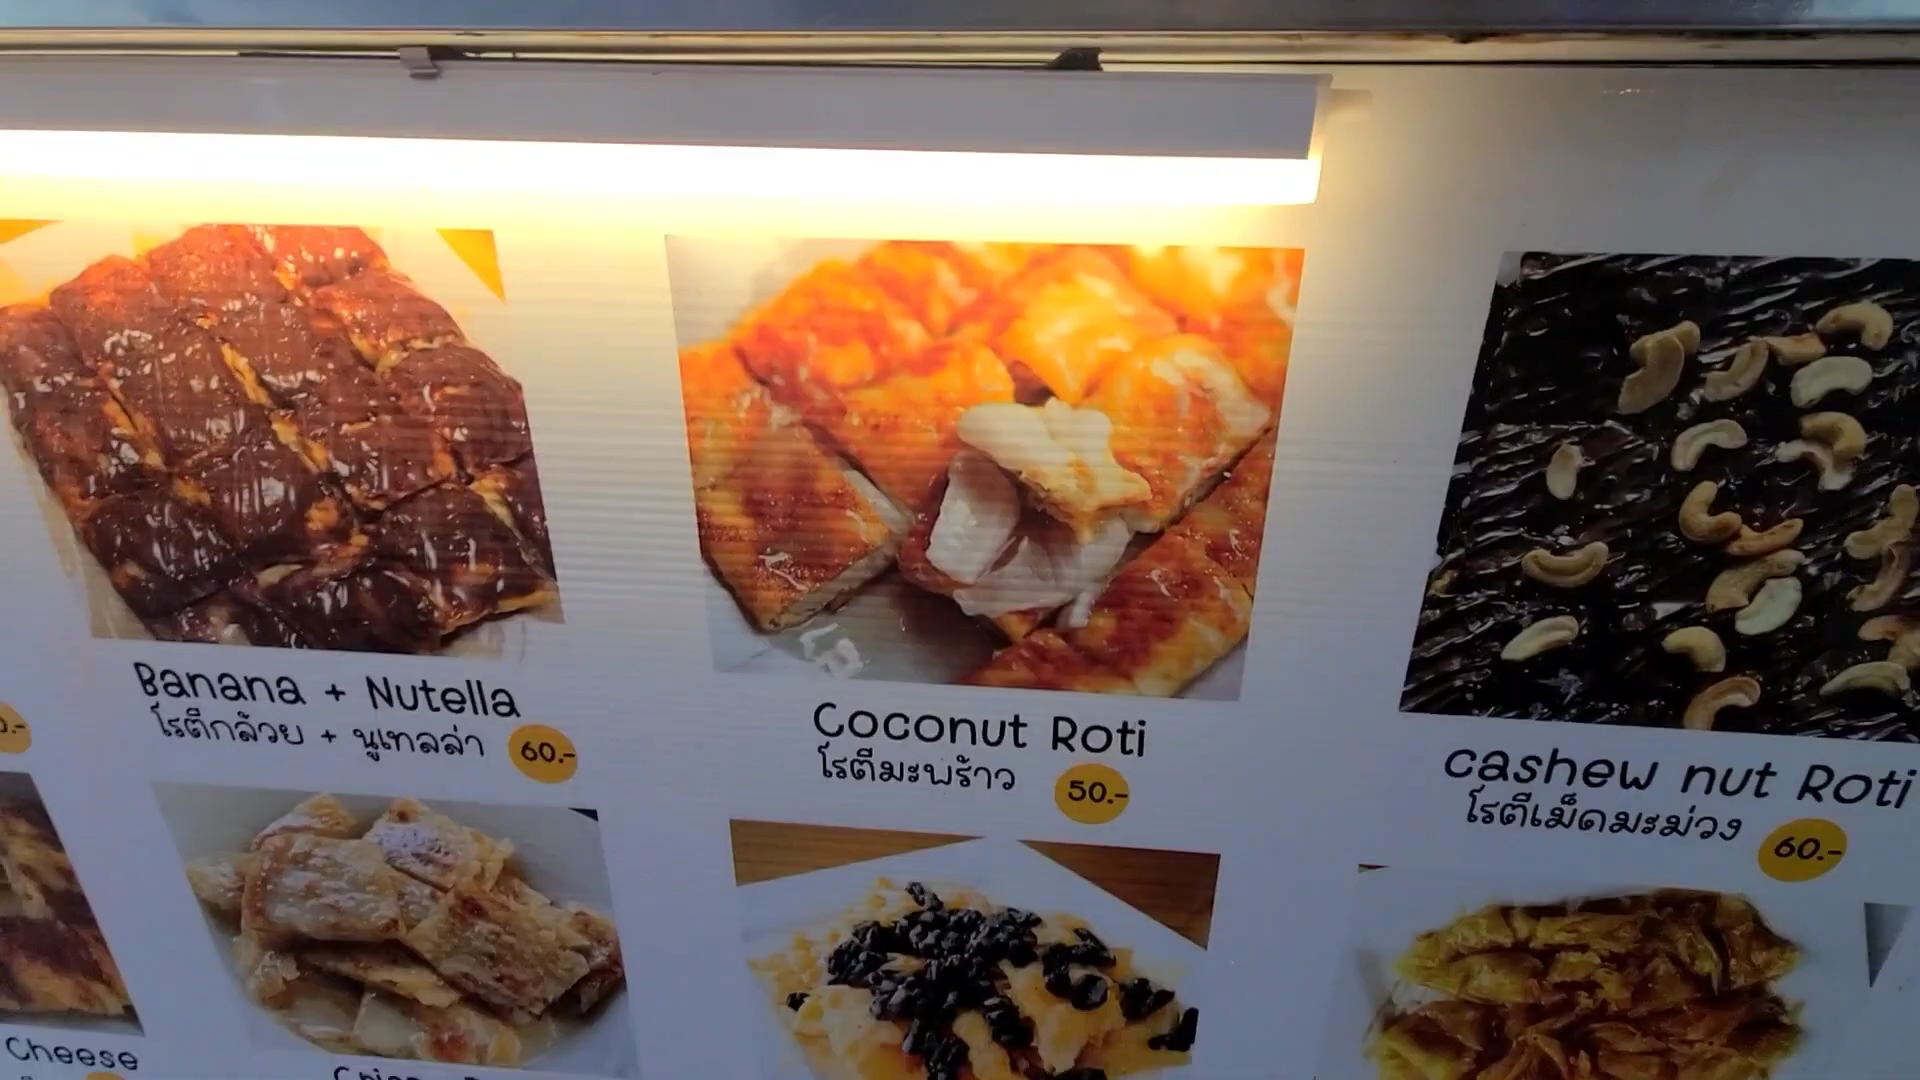 Banana + Nutella
โรตีกล้วย + นูเทลล่า
60.-
Coconut Roti
โรตีมะพร้าว
50.-
cashew nut Roti
โรตีเม็ดมะม่วง
60.-
Cheese